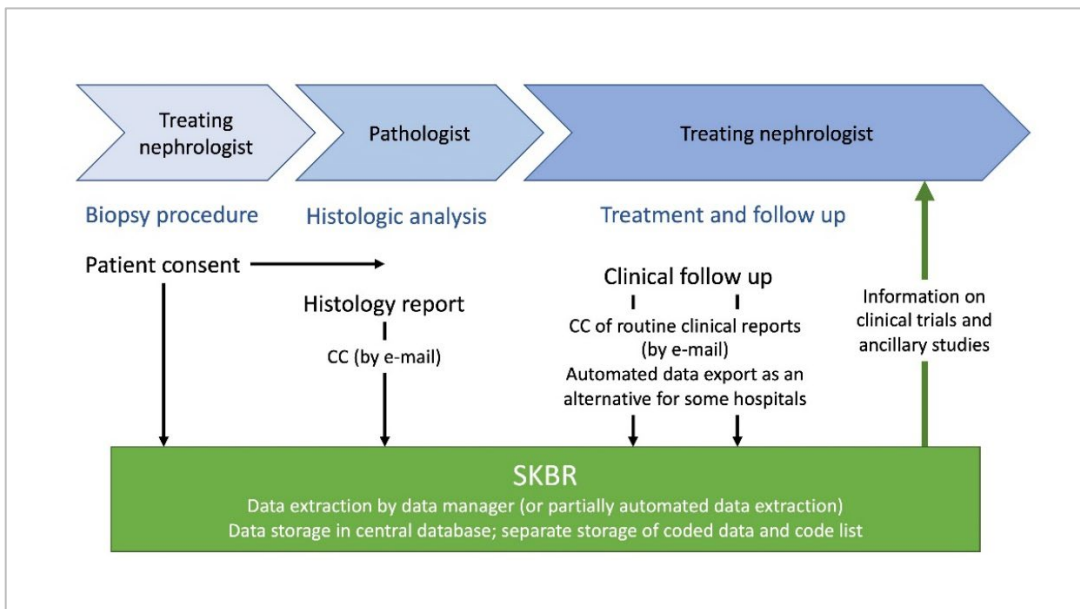 Treating
nephrologist
Pathologist
Treating nephrologist
Biopsy procedure
Histologic analysis
Treatment and follow up
Patient consent
Histology report
CC (by e-mail)
Clinical follow up
CC of routine clinical reports
(by e-mail)
Automated data export as an
alternative for some hospitals
Information on
clinical trials and
ancillary studies
SKBR
Data extraction by data manager (or partially automated data extraction)
Data storage in central database; separate storage of coded data and code list